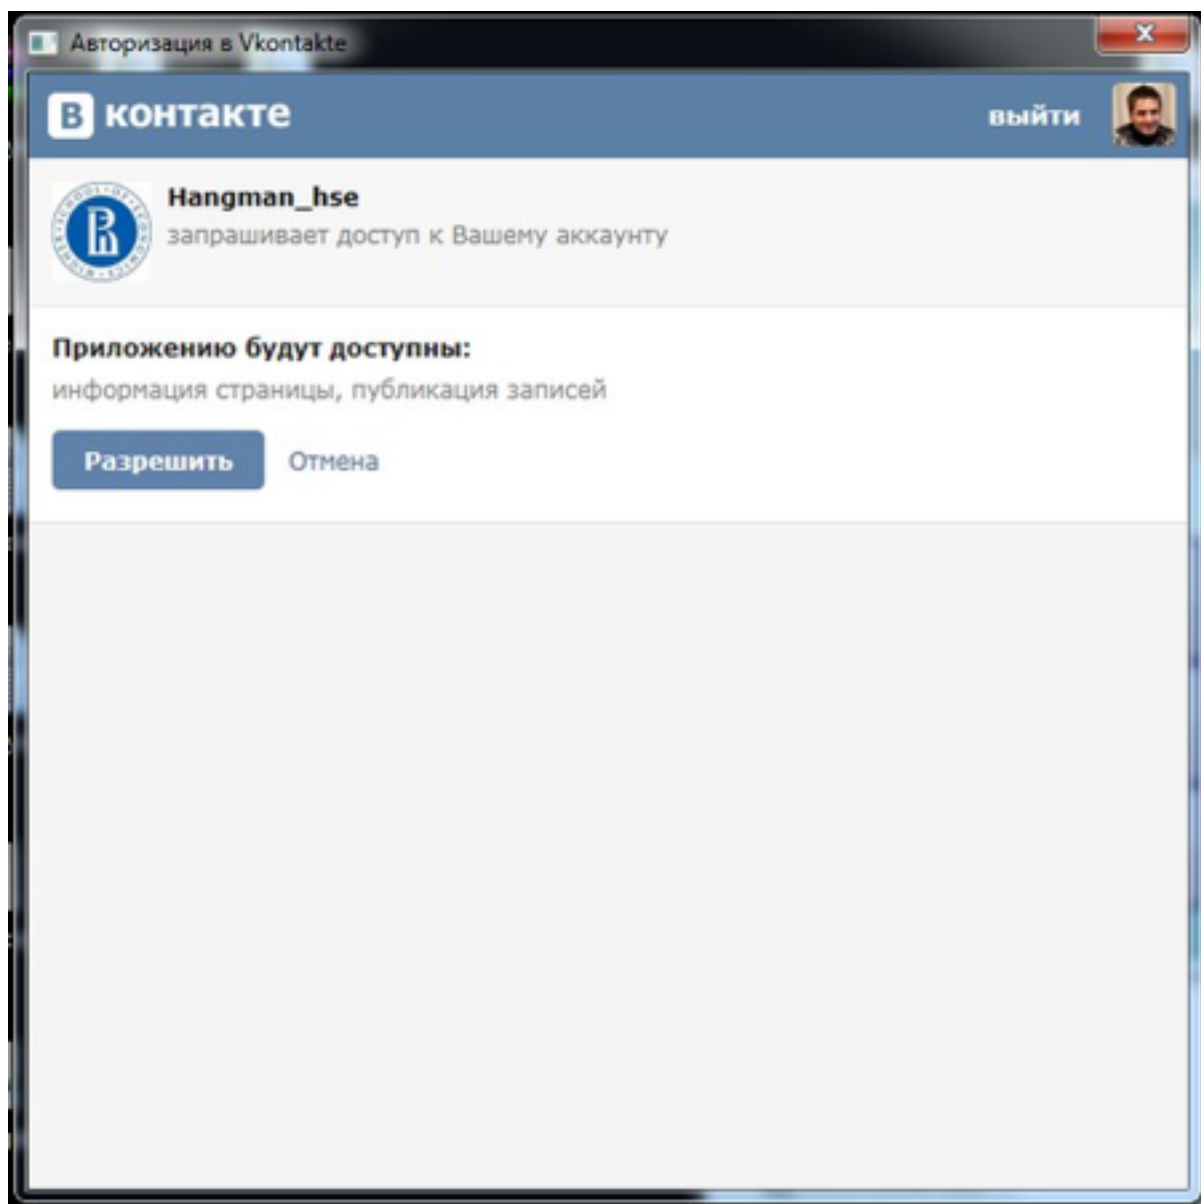 Авторизация в Vkontakte
В контакте
выйти
Hangman_hse
запрашивает доступ к Вашему аккаунту
Приложению будут доступны:
информация страницы, публикация записей
Разрешить Отмена